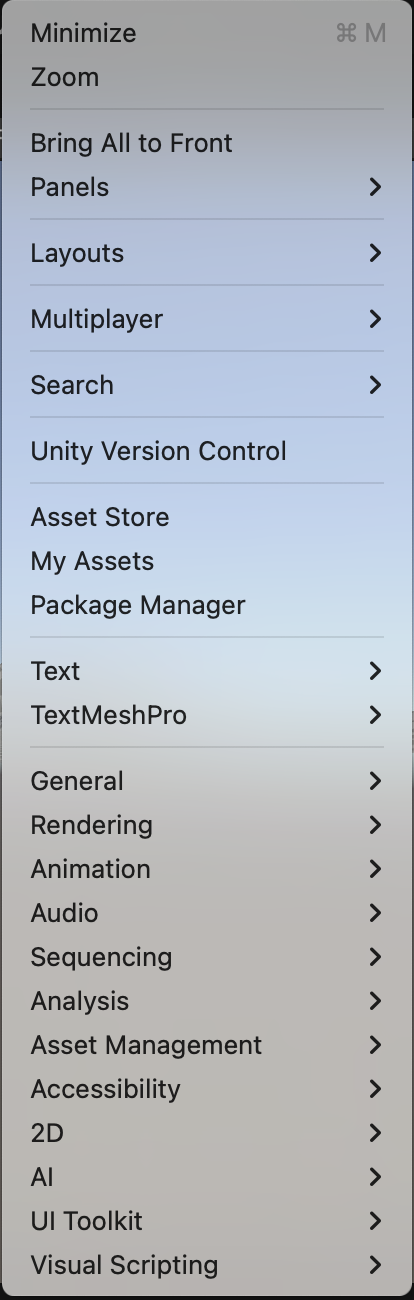 Minimize ⌘ M
Zoom
Bring All to Front
Panels
Layouts
Multiplayer
Search
Unity Version Control
Asset Store
My Assets
Package Manager
Text
TextMeshPro
General
Rendering
Animation
Audio
Sequencing
Analysis
Asset Management
Accessibility
2D
AI
UI Toolkit
Visual Scripting